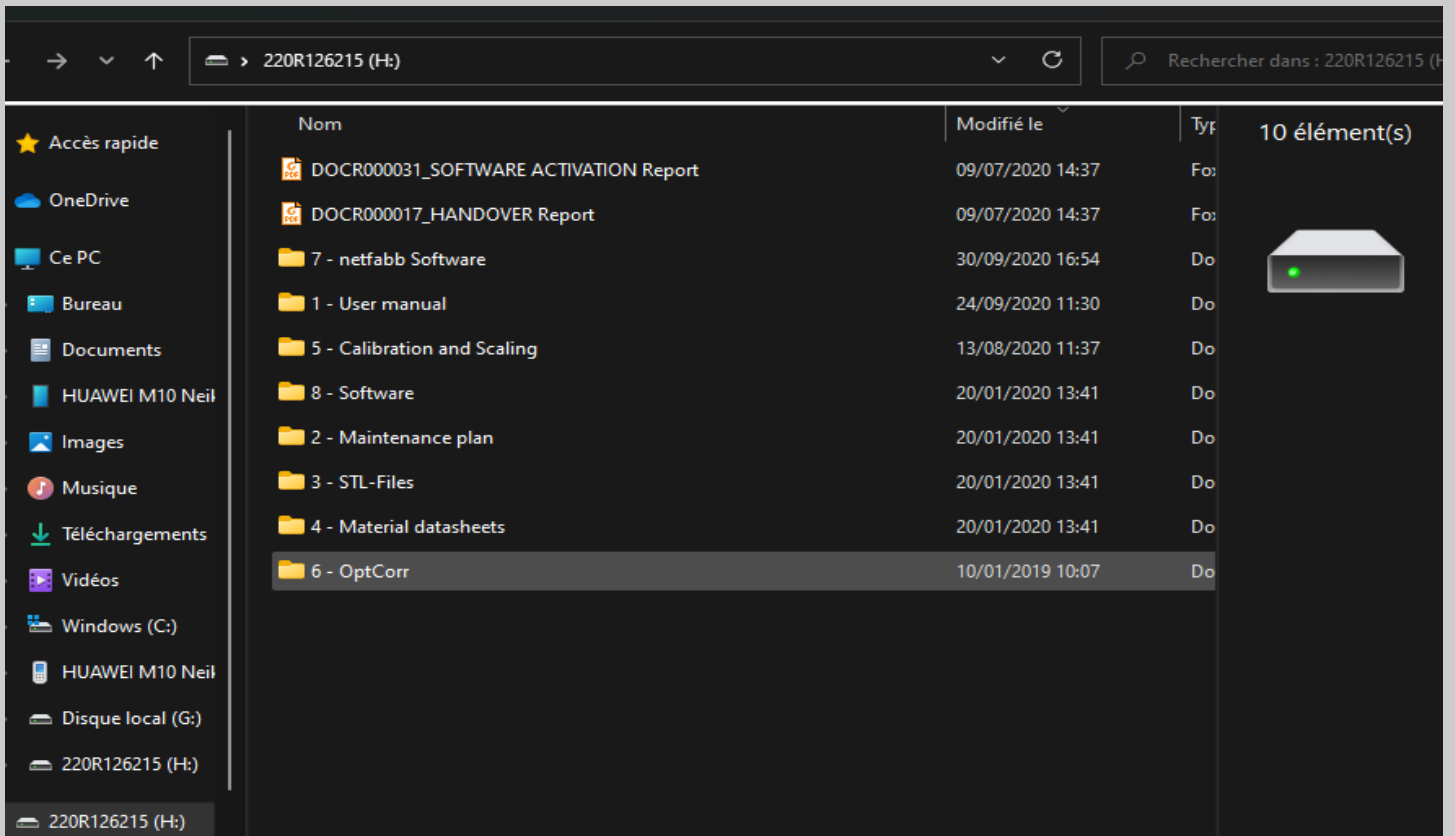 220R126215 (H:)
Rechercher dans : 220R126215 (H
Accès rapide
OneDrive
Ce PC
Bureau
Documents
HUAWEI M10 Neik
Images
Musique
Téléchargements
Vidéos
Windows (C:)
HUAWEI M10 Neik
Disque local (G:)
220R126215 (H:)
220R126215 (H:)
Nom Modifié le Typ
DOCR000031_SOFTWARE ACTIVATION Report 09/07/2020 14:37 Fox
DOCR000017_HANDOVER Report 09/07/2020 14:37 Fox
7 - netfabb Software 30/09/2020 16:54 Do
1 - User manual 24/09/2020 11:30 Do
5 - Calibration and Scaling 13/08/2020 11:37 Do
8 - Software 20/01/2020 13:41 Do
2 - Maintenance plan 20/01/2020 13:41 Do
3 - STL-Files 20/01/2020 13:41 Do
4 - Material datasheets 20/01/2020 13:41 Do
6 - OptCorr 10/01/2019 10:07 Do
10 élément(s)